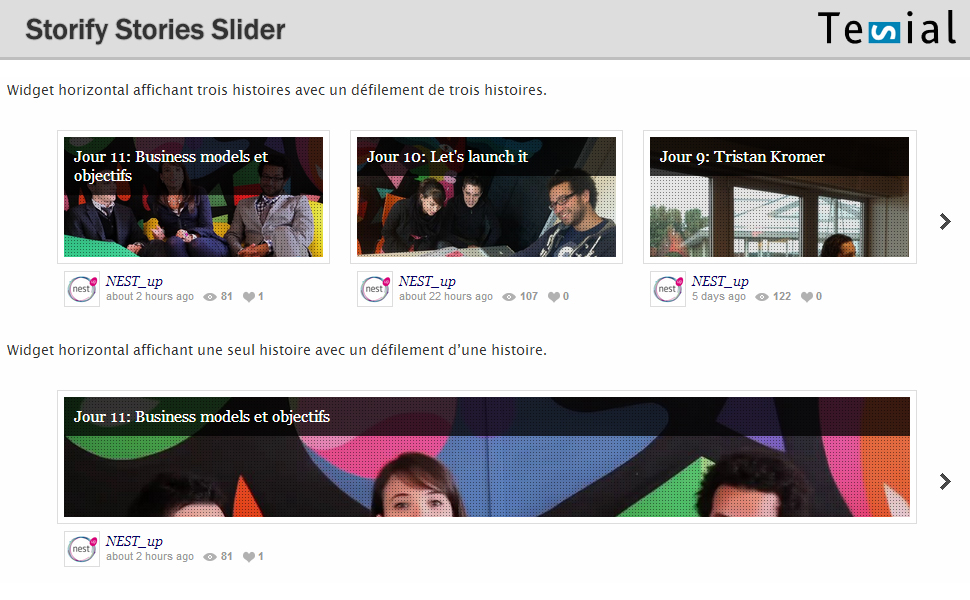 Storify Stories Slider
Tesial
Widget horizontal affichant trois histoires avec un défilement de trois histoires.
Jour 11: Business models et
objectifs
Jour 10: Let's launch it
Jour 9: Tristan Kromer
nest
NEST_up
about 2 hours ago 81 1
nest
NEST_up
about 22 hours ago 107 0
nest
NEST_up
5 days ago 122 0
Widget horizontal affichant une seul histoire avec un défilement d’une histoire.
Jour 11: Business models et objectifs
nest
NEST_up
about 2 hours ago 81 1